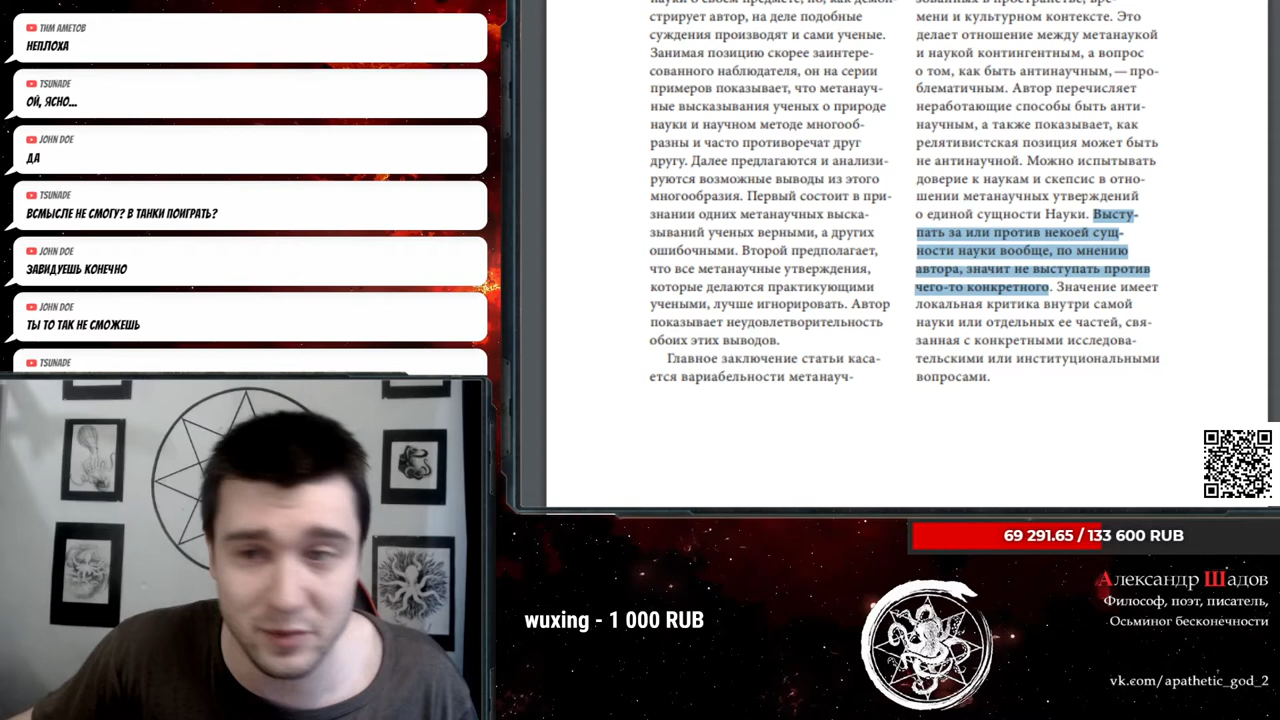 ТИМ АМЕТОВ
НЕПЛОХА
TSUNADE
ОЙ, ЯСНО...
JOHN DOE
ДА
TSUNADE
ВСМЫСЛЕ НЕ СМОГУ? В ТАНКИ ПОИГРАТЬ?
JOHN DOE
ЗАВИДУЕШЬ КОНЕЧНО
JOHN DOE
ТЫ ТО ТАК НЕ СМОЖЕШЬ
TSUNADE
науки о своем предмете, но, как демон-
стрирует автор, на деле подобные
суждения производят и сами ученые.
Занимая позицию скорее заинтере-
сованного наблюдателя, он на серии
примеров показывает, что метанауч-
ные высказывания ученых о природе
науки и научном методе многооб-
разны и часто противоречат друг
другу. Далее предлагаются и анализи-
руются возможные выводы из этого
многообразия. Первый состоит в при-
знании одних метанаучных выска-
зываний ученых верными, а других
ошибочными. Второй предполагает,
что все метанаучные утверждения,
которые делаются практикующими
учеными, лучше игнорировать. Автор
показывает неудовлетворительность
обоих этих выводов.
Главное заключение статьи каса-
ется вариабельности метанауч-
зованных в пространстве, вре-
мени и культурном контексте. Это
делает отношение между метанаукой
и наукой контингентным, а вопрос
о том, как быть антинаучным, — про-
блематичным. Автор перечисляет
неработающие способы быть анти-
научным, а также показывает, как
релятивистская позиция может быть
не антинаучной. Можно испытывать
доверие к наукам и скепсис в отно-
шении метанаучных утверждений
о единой сущности Науки. Высту-
пать за или против некоей сущ-
ности науки вообще, по мнению
автора, значит не выступать против
чего-то конкретного. Значение имеет
локальная критика внутри самой
науки или отдельных ее частей, свя-
занная с конкретными исследова-
тельскими или институциональными
вопросами.
69 291.65 / 133 600 RUB
wuxing - 1 000 RUB
Александр Шадов
Философ, поэт, писатель,
Осьминог бесконечности
vk.com/apathetic_god_2